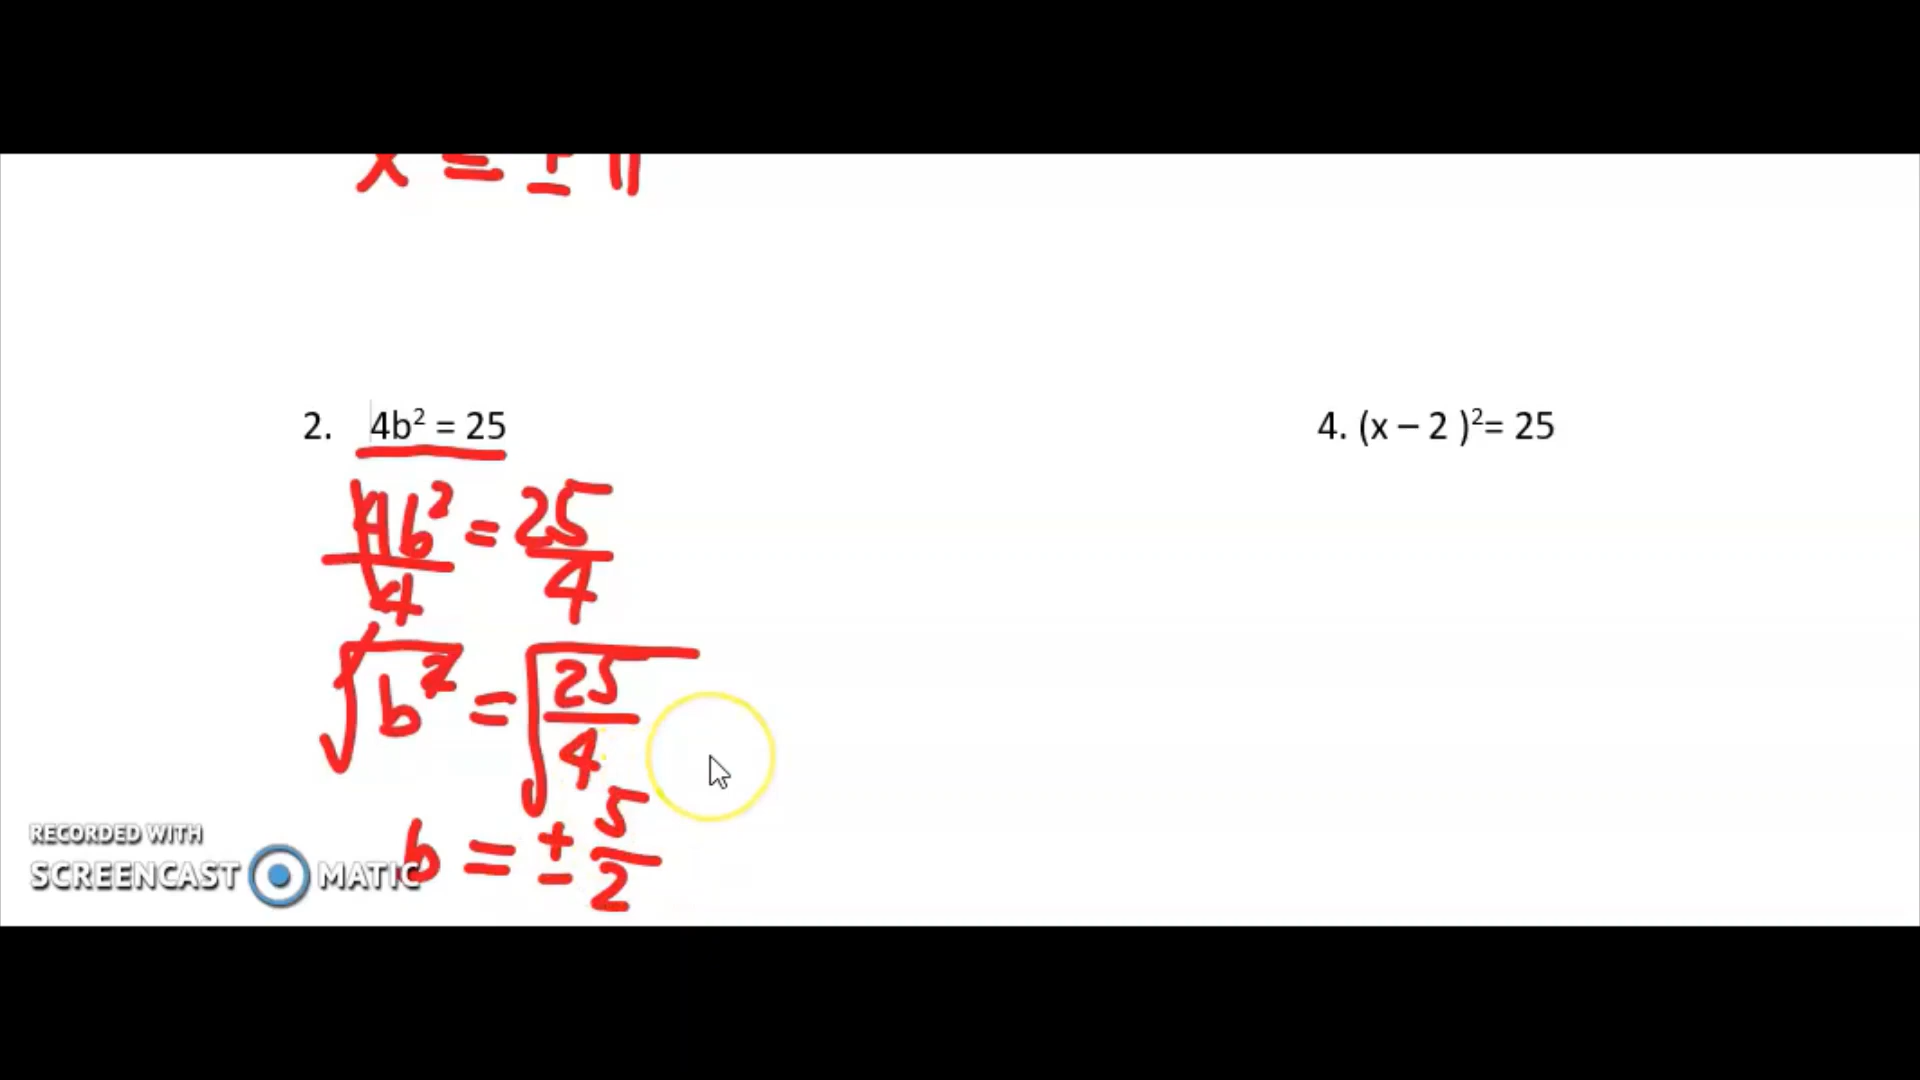 x = ± 11
2. 4b² = 25
4. (x – 2 )²= 25
4b²/4 = 25/4
√b² = √25/4
b = ± 5/2
RECORDED WITH
SCREENCAST MATIC